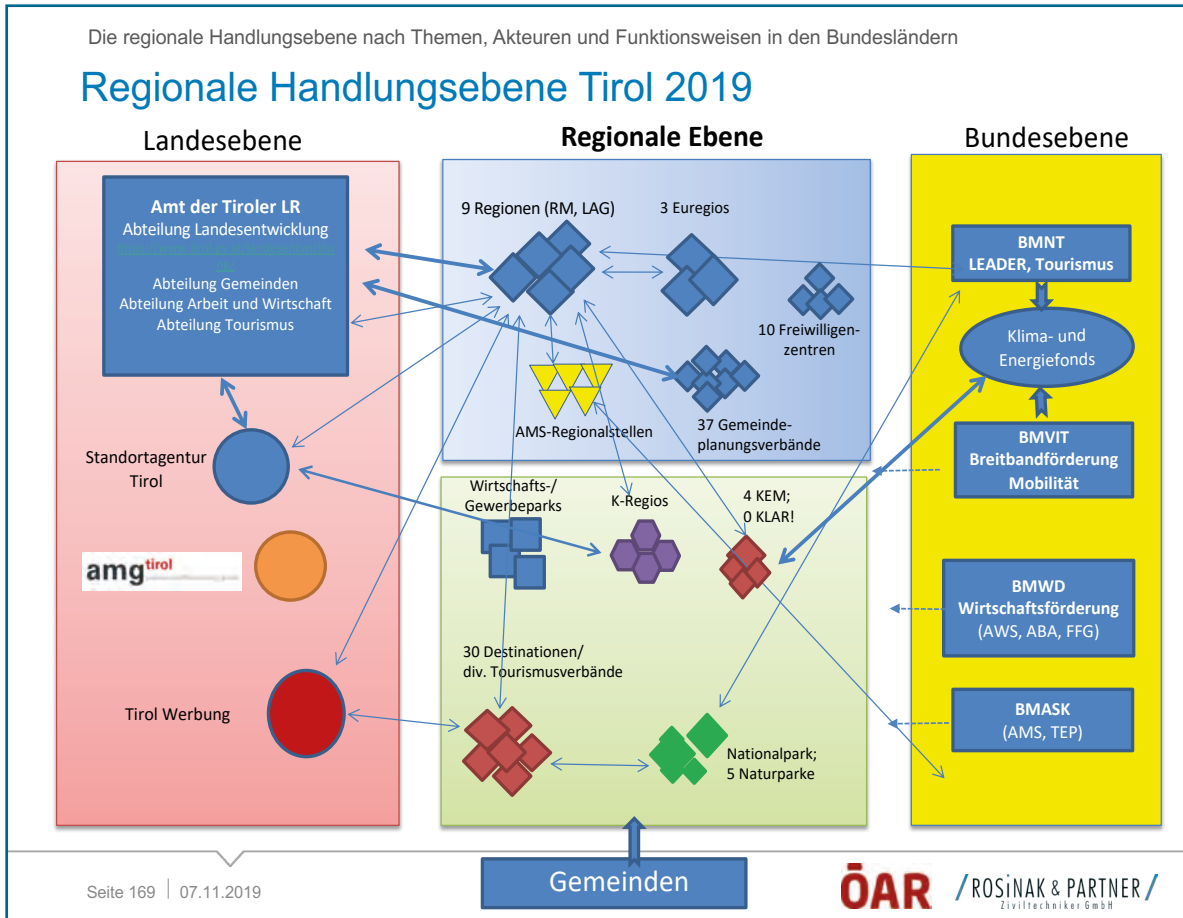 Die regionale Handlungsebene nach Themen, Akteuren und Funktionsweisen in den Bundesländern
Regionale Handlungsebene Tirol 2019
Landesebene
Regionale Ebene
Bundesebene
Amt der Tiroler LR
Abteilung Landesentwicklung
Abteilung Gemeinden
Abteilung Arbeit und Wirtschaft
Abteilung Tourismus
Standortagentur
Tirol
amg tirol
Tirol Werbung
9 Regionen (RM, LAG)
3 Euregios
10 Freiwilligen-
zentren
AMS-Regionalstellen
37 Gemeinde-
planungsverbände
Wirtschafts-/
Gewerbeparks
K-Regios
4 KEM;
0 KLAR!
30 Destinationen/
div. Tourismusverbände
Nationalpark;
5 Naturparke
BMNT
LEADER, Tourismus
Klima- und
Energiefonds
BMVIT
Breitbandförderung
Mobilität
BMWD
Wirtschaftsförderung
(AWS, ABA, FFG)
BMASK
(AMS, TEP)
Gemeinden
Seite 169
07.11.2019
ÖAR
ROSiNAK & PARTNER
Ziviltechniker GmbH